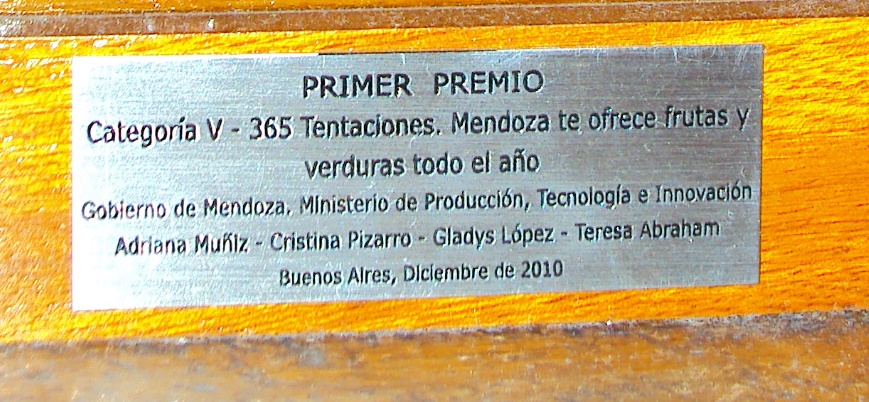 PRIMER PREMIO
Categoría V - 365 Tentaciones. Mendoza te ofrece frutas y
verduras todo el año
Gobierno de Mendoza. Ministerio de Producción, Tecnología e Innovación
Adriana Muñiz - Cristina Pizarro - Gladys López - Teresa Abraham
Buenos Aires, Diciembre de 2010